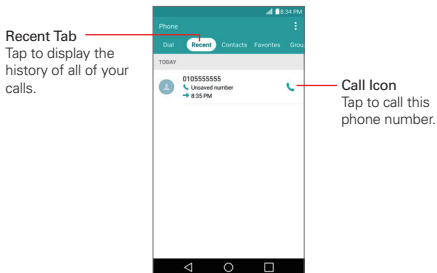 8:34 PM
Phone
Dial Recent Contacts Favorites Grou
TODAY
0105555555
Unsaved number
8:35 PM
Recent Tab
Tap to display the
history of all of your
calls.
Call Icon
Tap to call this
phone number.